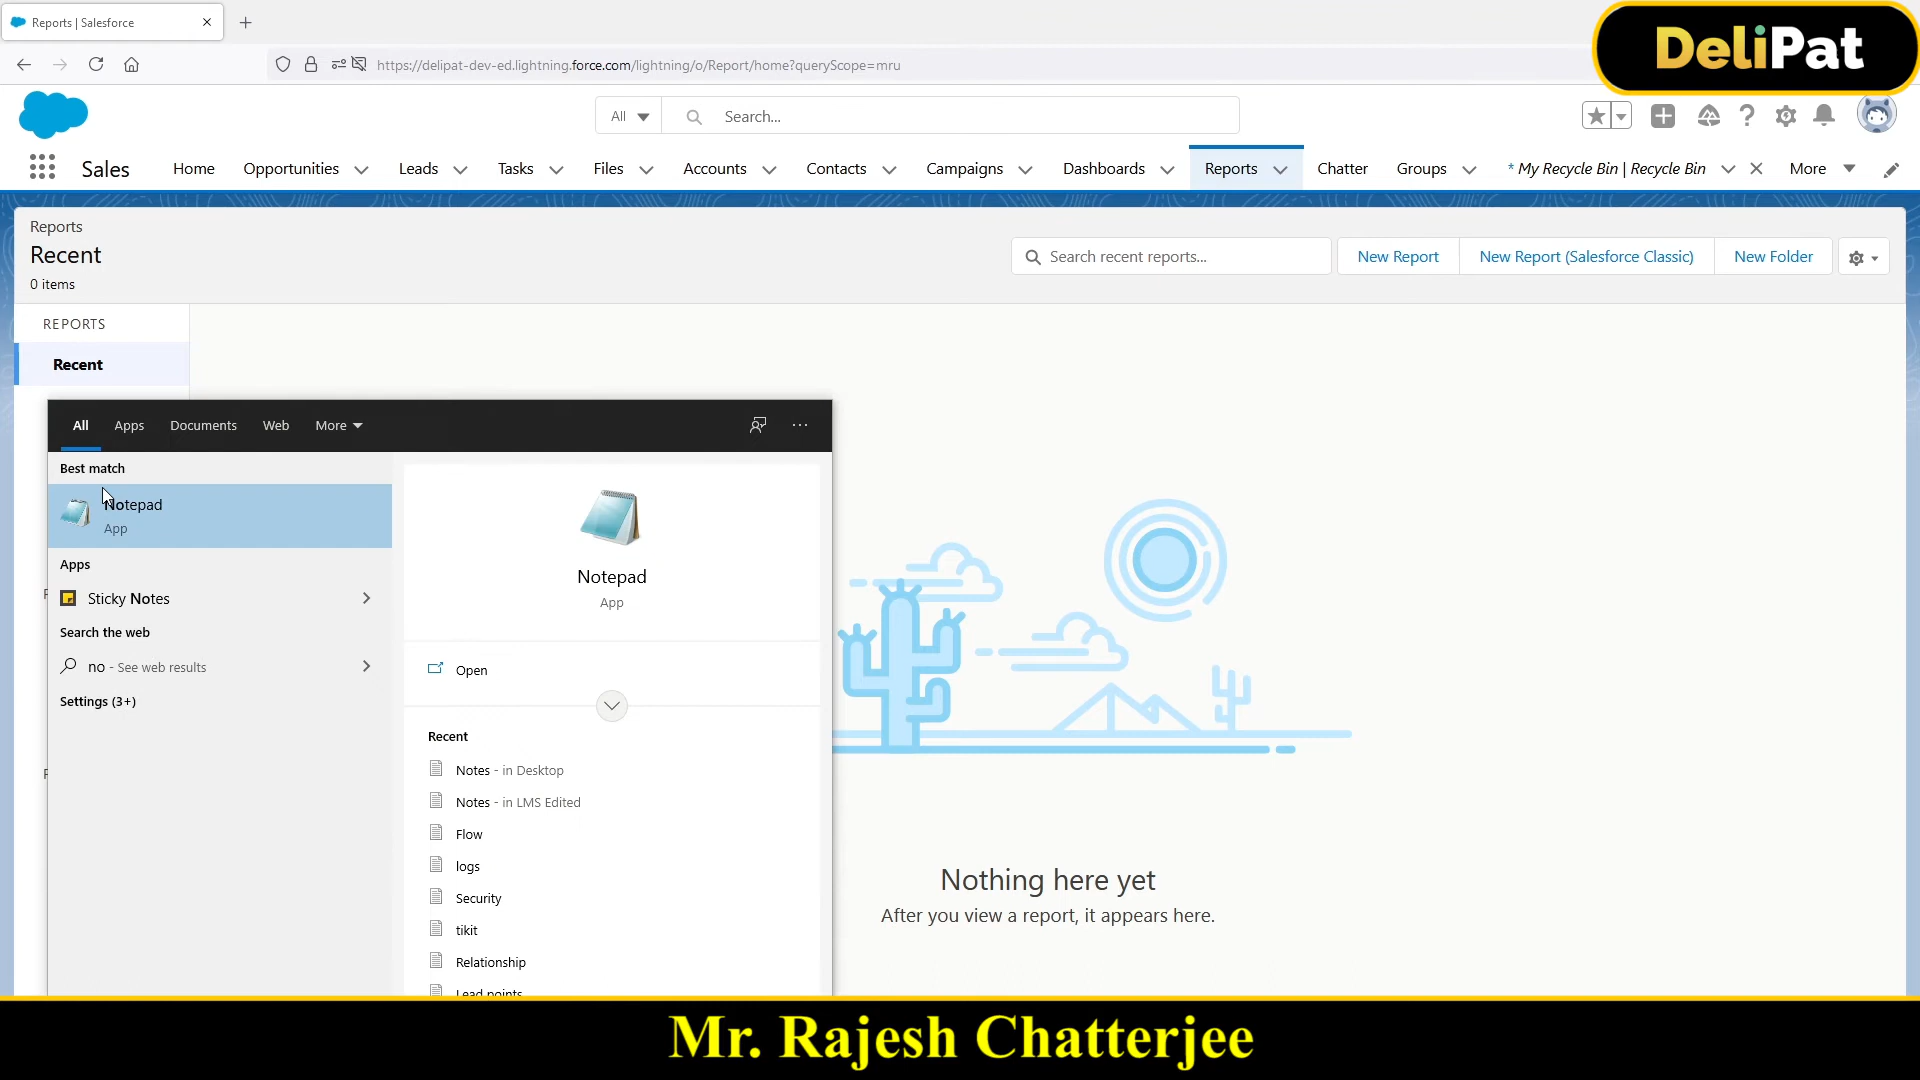 Reports | Salesforce
DeliPat
https://delipat-dev-ed.lightning.force.com/lightning/o/Report/home?queryScope=mru
All
Search...
Sales
Home
Opportunities
Leads
Tasks
Files
Accounts
Contacts
Campaigns
Dashboards
Reports
Chatter
Groups
* My Recycle Bin | Recycle Bin
More
Reports
Recent
0 items
Search recent reports...
New Report
New Report (Salesforce Classic)
New Folder
REPORTS
Recent
All
Apps
Documents
Web
More
Best match
Notepad
App
Apps
Sticky Notes
Search the web
no - See web results
Settings (3+)
Notepad
App
Open
Recent
Notes - in Desktop
Notes - in LMS Edited
Flow
logs
Security
tikit
Relationship
Lead points
Nothing here yet
After you view a report, it appears here.
Mr. Rajesh Chatterjee